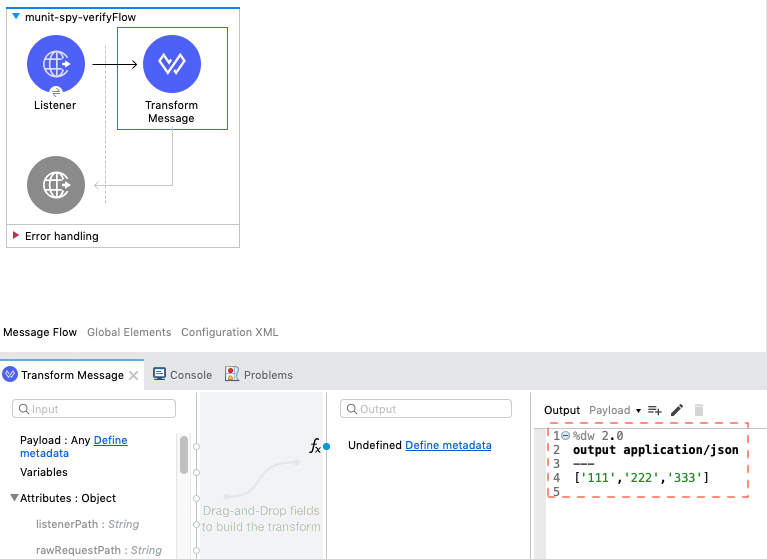 munit-spy-verifyFlow
Listener
Transform
Message
Error handling
Message Flow Global Elements Configuration XML
Transform Message Console Problems
Input
Output
Output Payload
Payload : Any Define
metadata
Variables
Attributes : Object
listenerPath : String
rawRequestPath : String
fx
Drag-and-Drop fields
to build the transform
Undefined Define metadata
1 %dw 2.0
2 output application/json
3 ---
4 ['111','222','333']
5